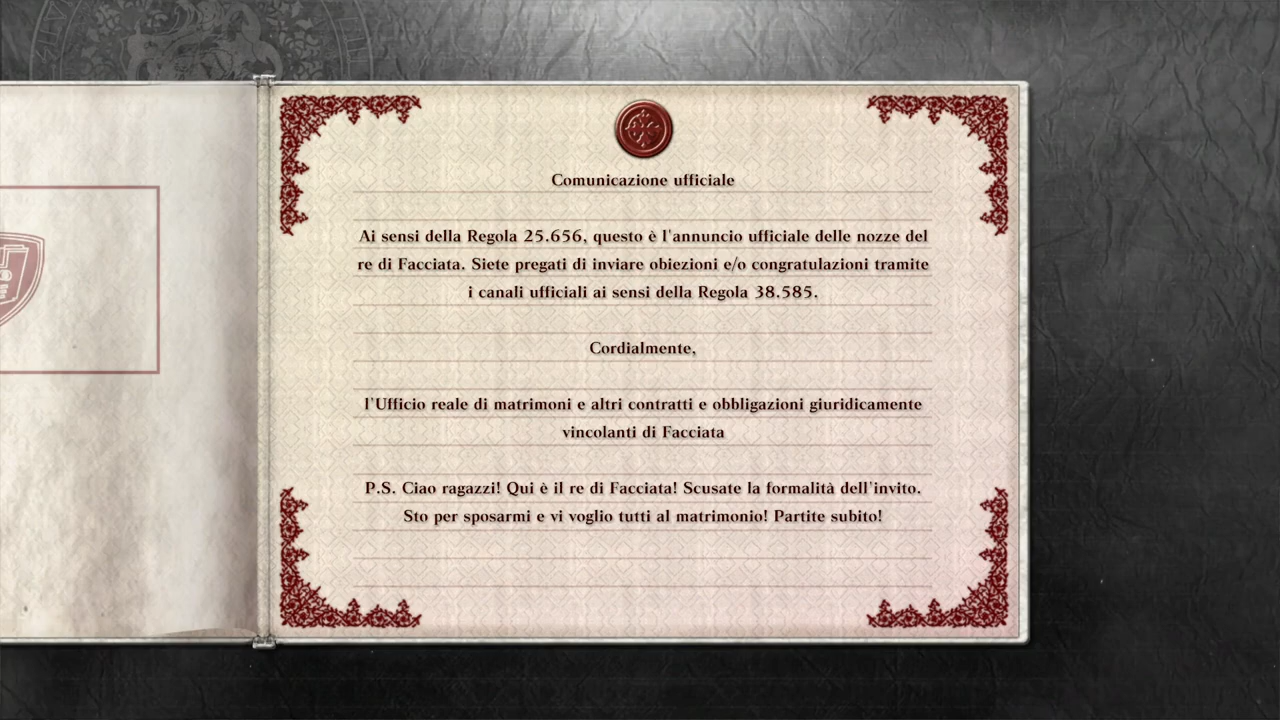 Comunicazione ufficiale
Ai sensi della Regola 25.656, questo è l'annuncio ufficiale delle nozze del
re di Facciata. Siete pregati di inviare obiezioni e/o congratulazioni tramite
i canali ufficiali ai sensi della Regola 38.585.
Cordialmente,
l'Ufficio reale di matrimoni e altri contratti e obbligazioni giuridicamente
vincolanti di Facciata
P.S. Ciao ragazzi! Qui è il re di Facciata! Scusate la formalità dell'invito.
Sto per sposarmi e vi voglio tutti al matrimonio! Partite subito!